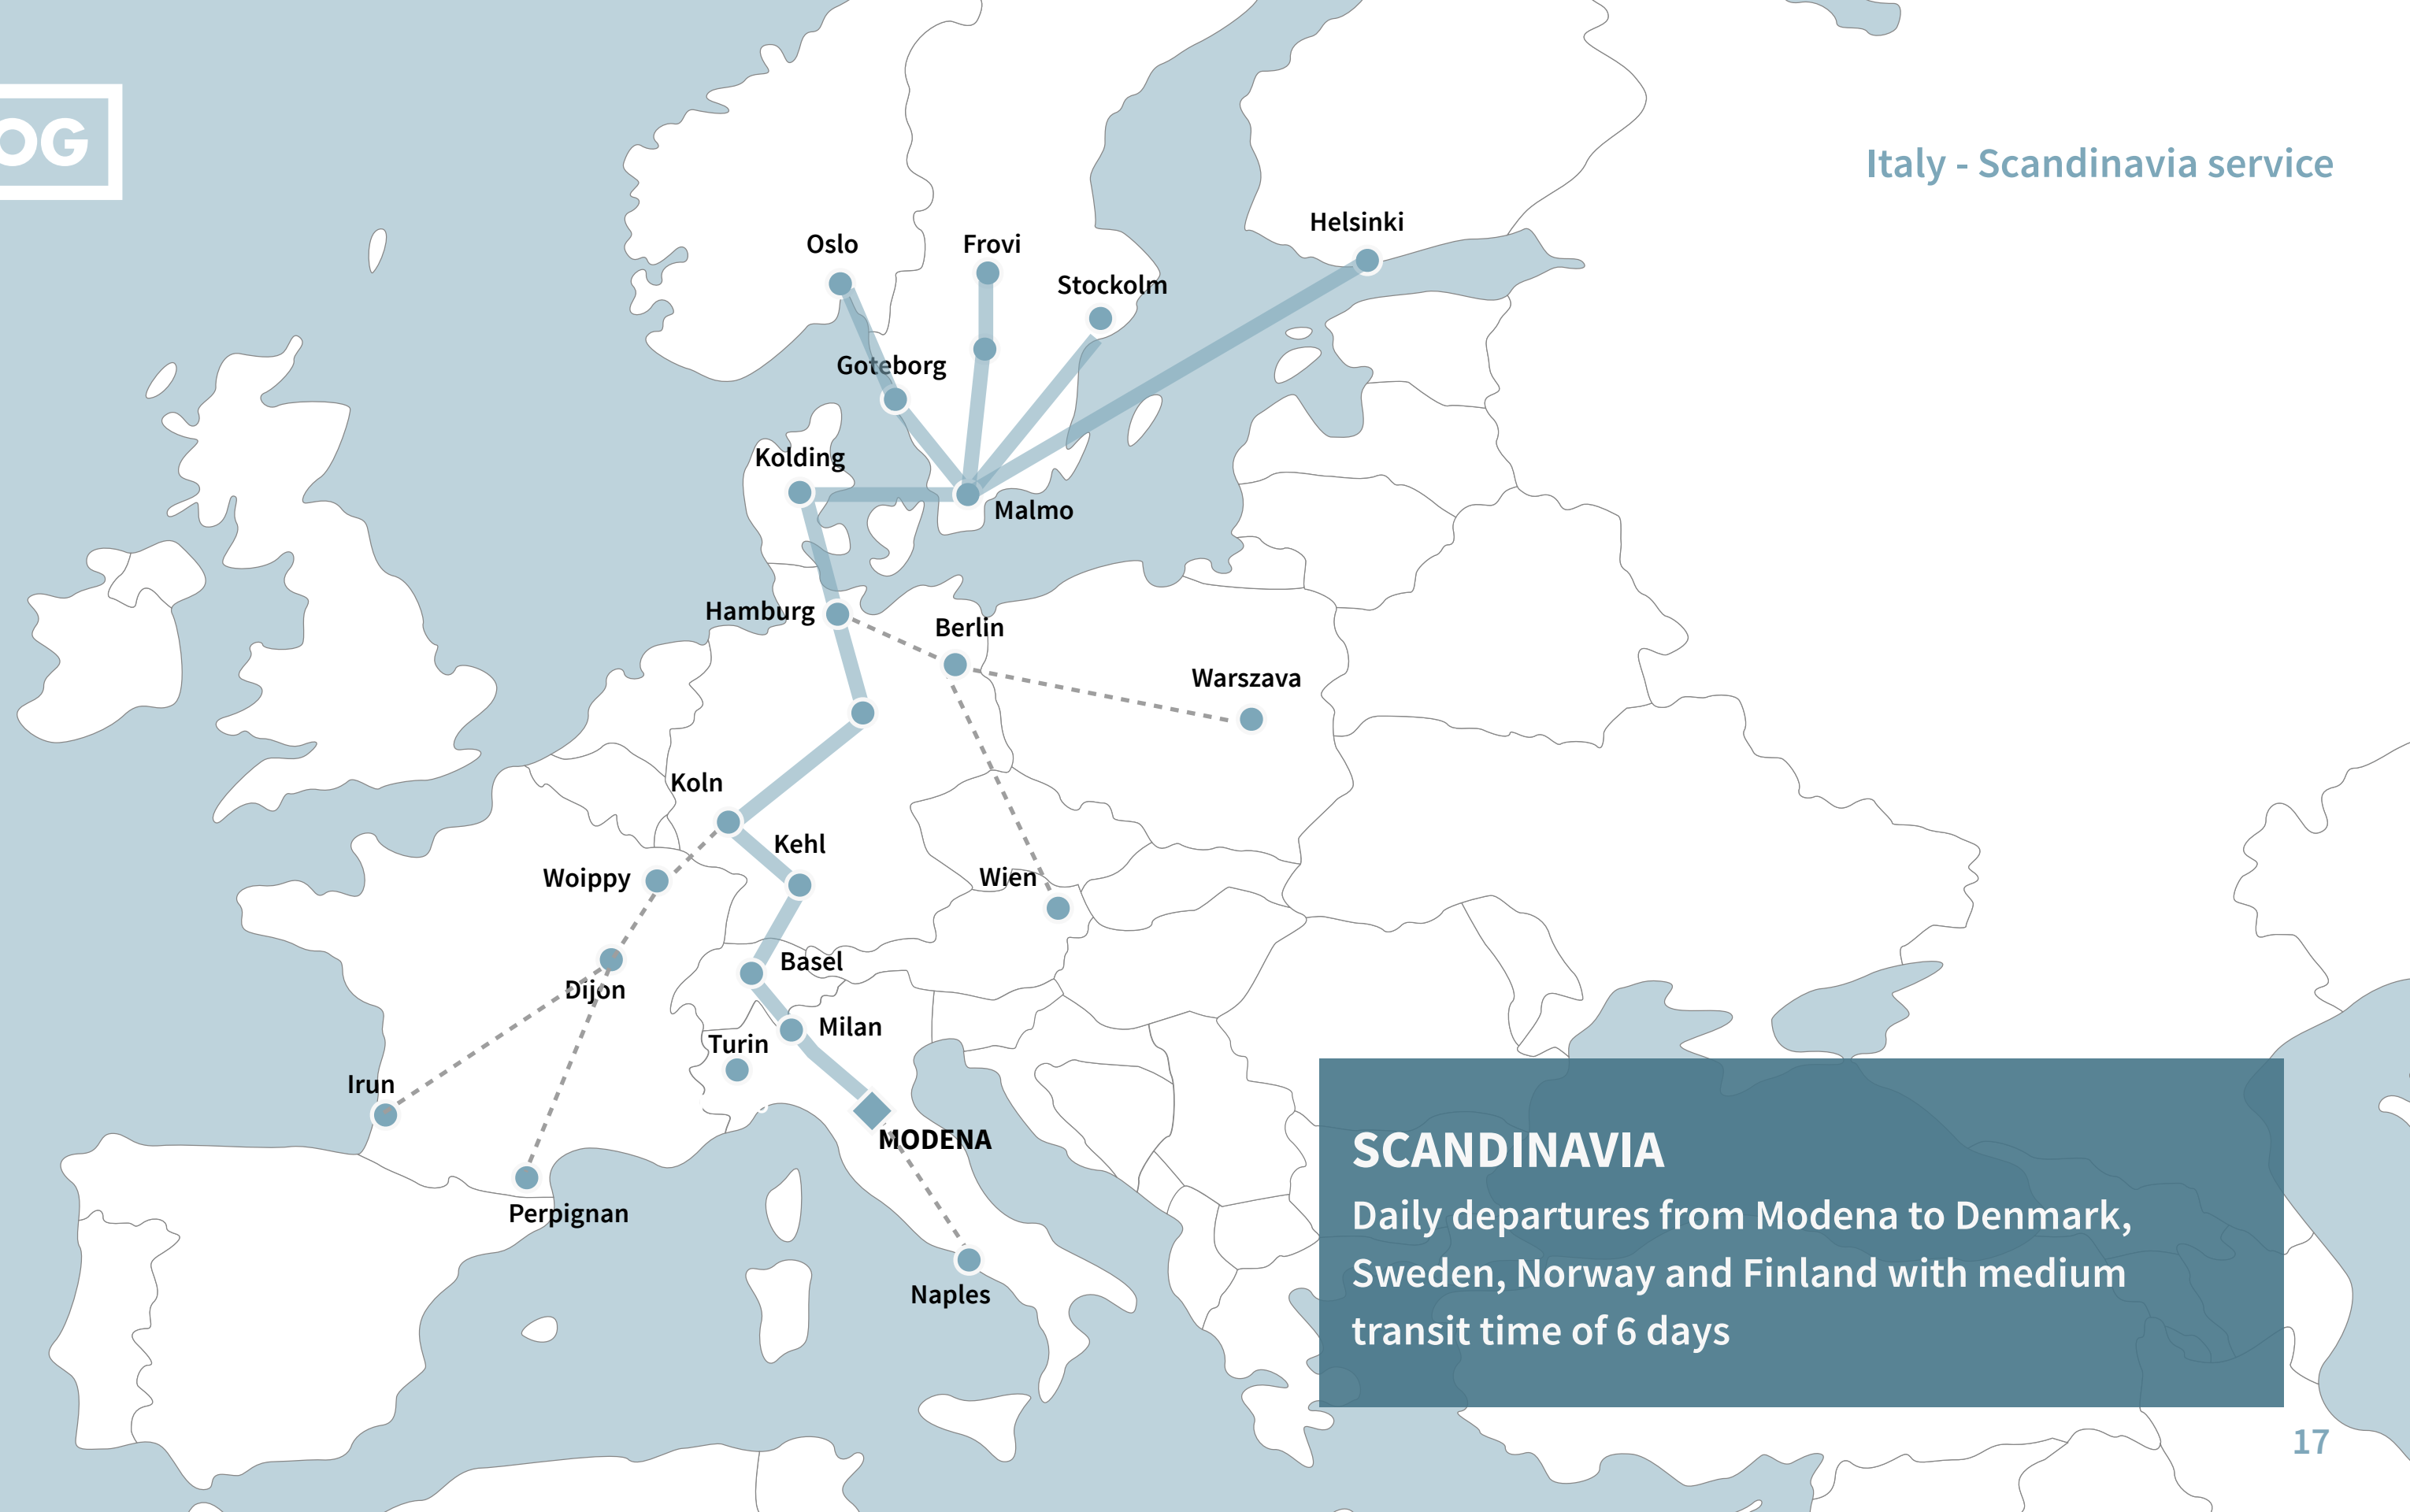 OG
Italy - Scandinavia service
Helsinki
Oslo
Frovi
Stockolm
Goteborg
Kolding
Malmo
Hamburg
Berlin
Warszava
Koln
Kehl
Woippy
Wien
Basel
Dijon
Milan
Turin
Irun
MODENA
Perpignan
Naples
SCANDINAVIA
Daily departures from Modena to Denmark,
Sweden, Norway and Finland with medium
transit time of 6 days
17